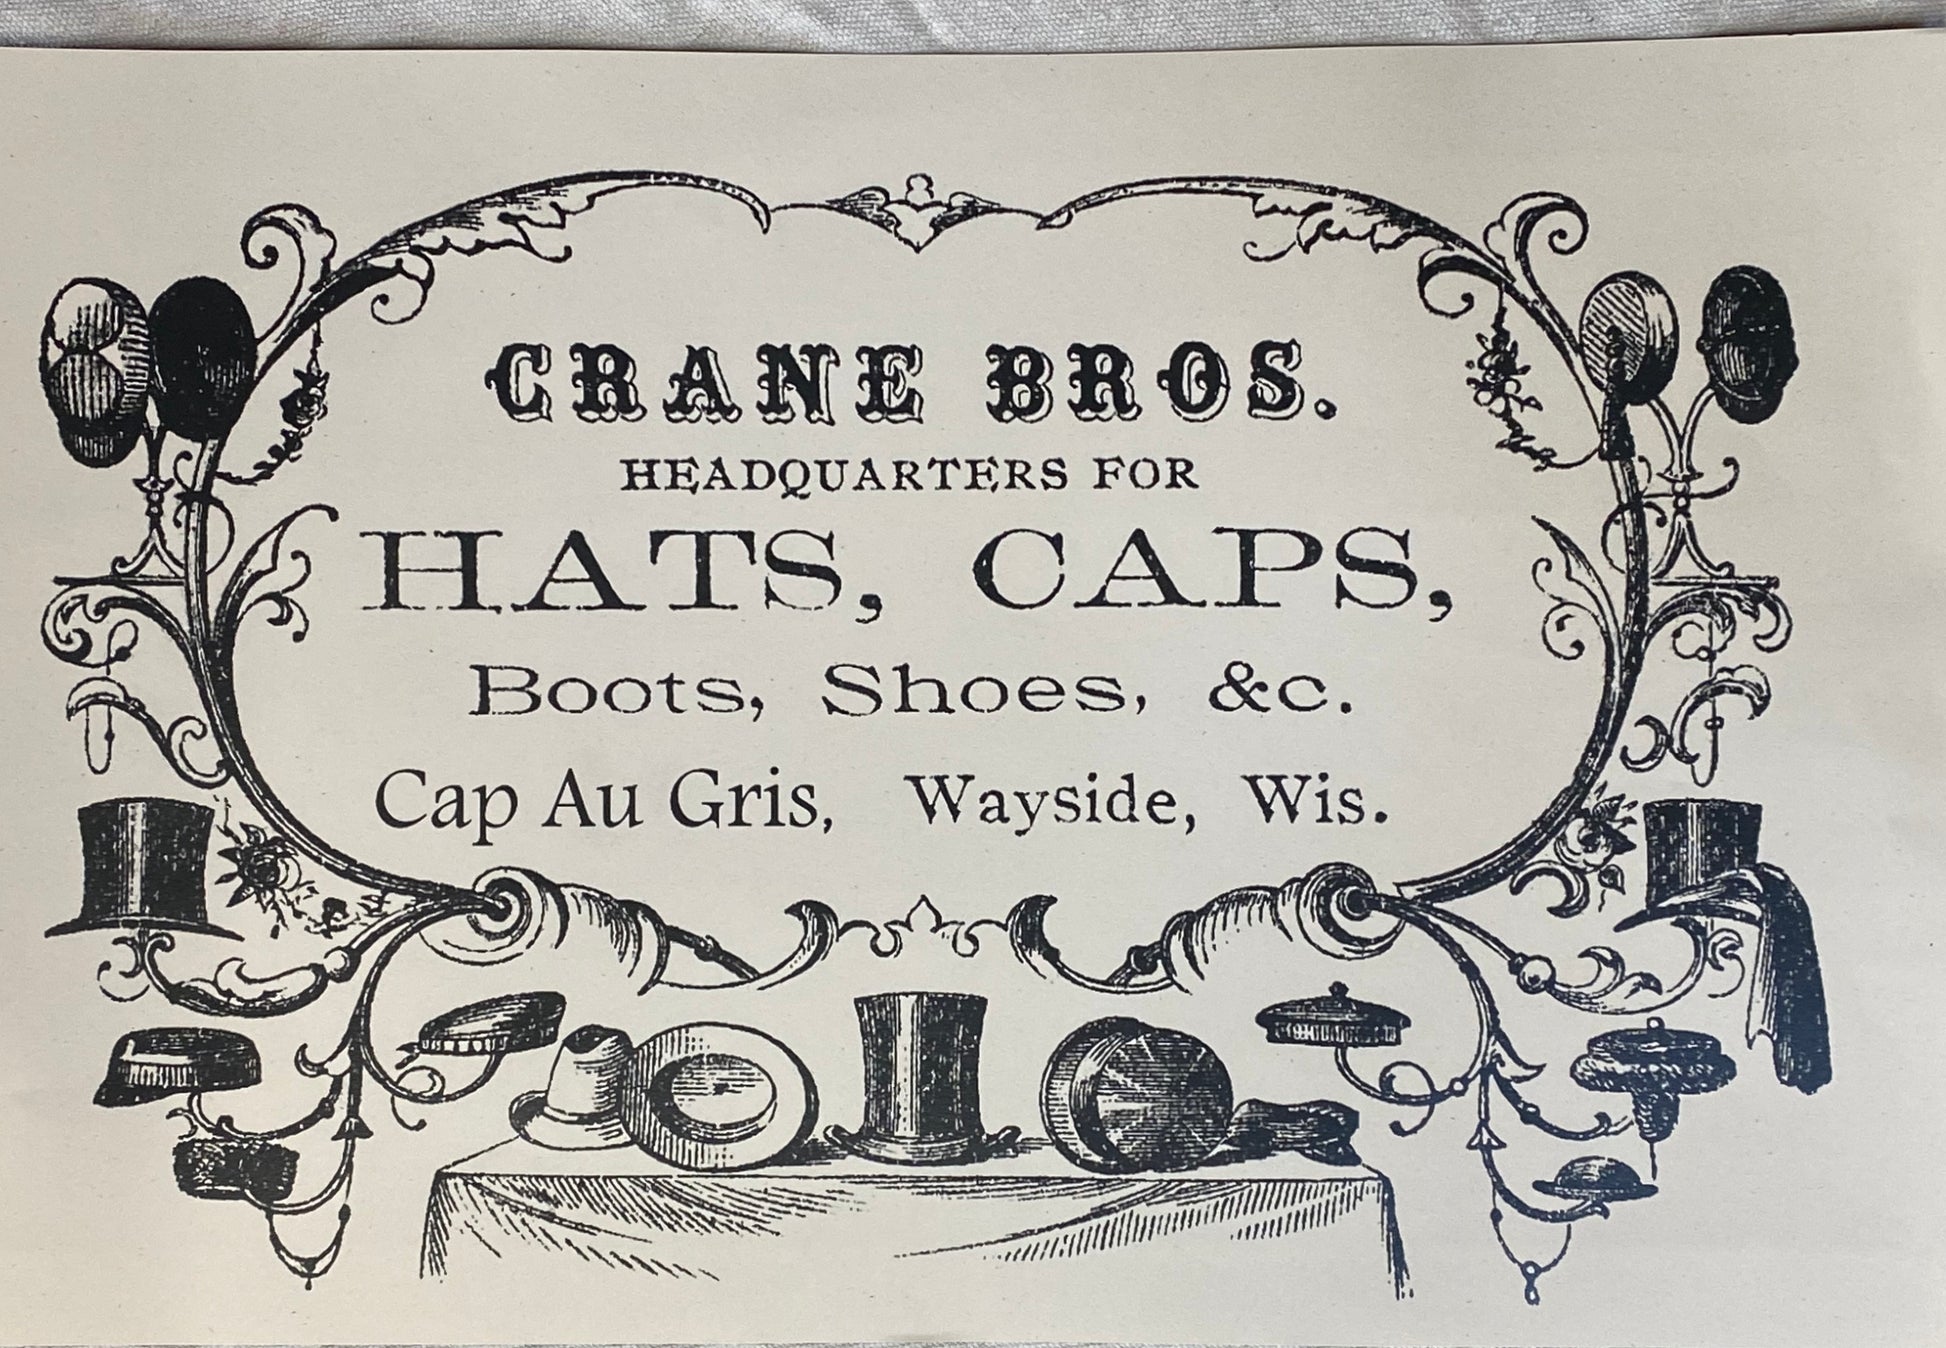 CRANE BROS.
HEADQUARTERS FOR
HATS, CAPS,
Boots, Shoes, &c.
Cap Au Gris, Wayside, Wis.